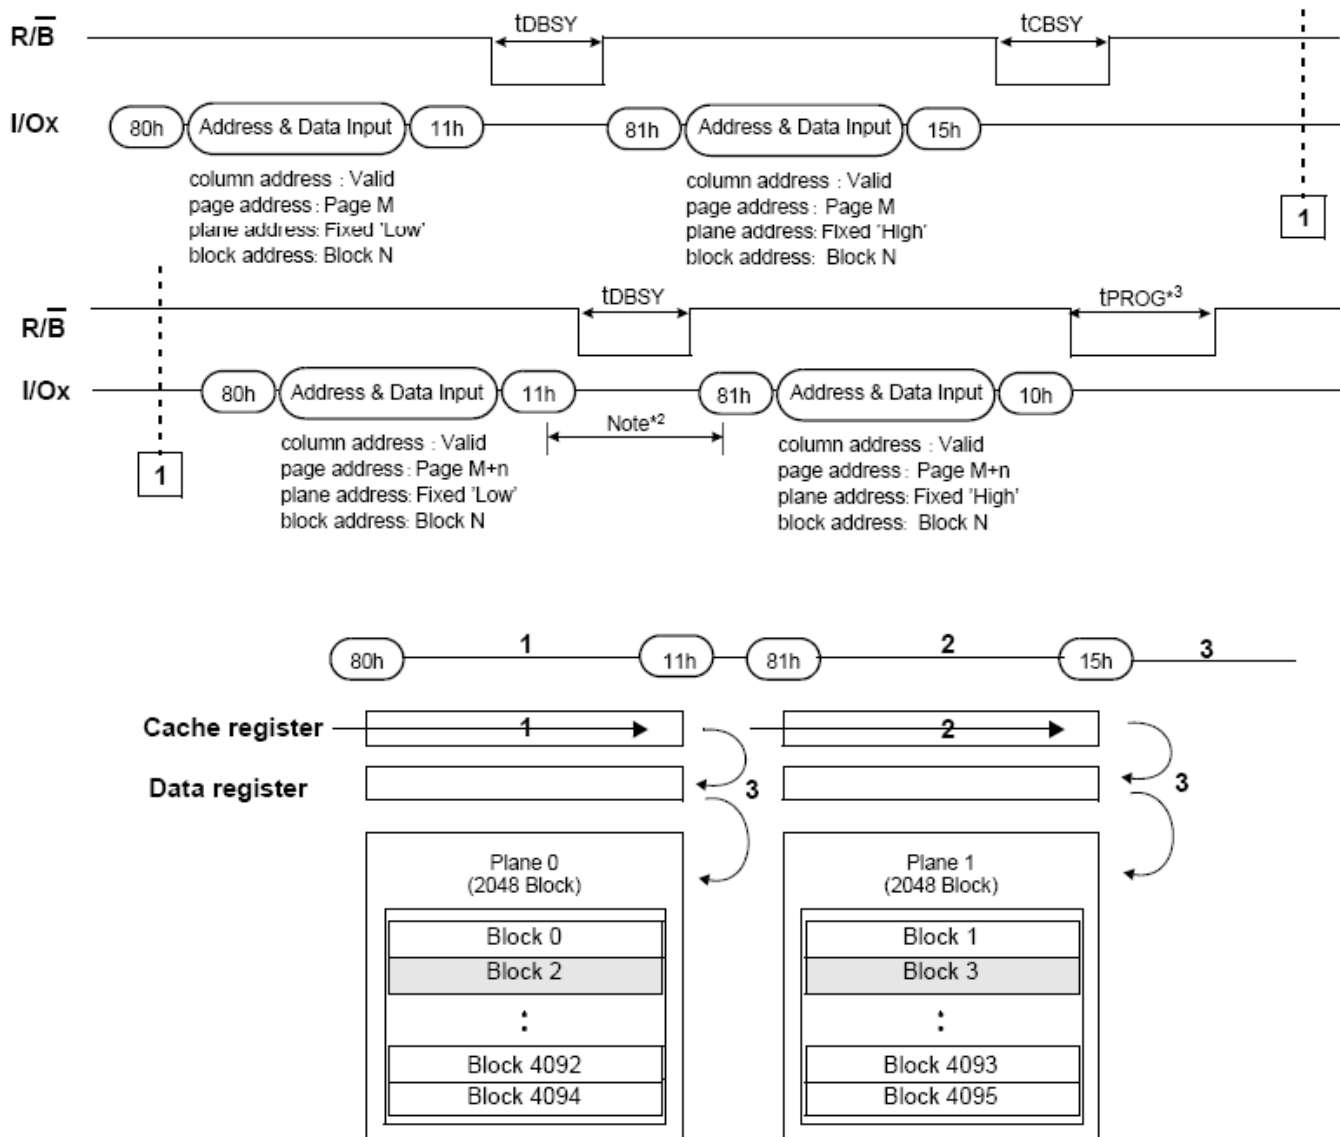 tDBSY tCBSY
R/B̅
I/Ox 80h Address & Data Input 11h 81h Address & Data Input 15h
column address : Valid
page address : Page M
plane address: Fixed 'Low'
block address: Block N
column address : Valid
page address : Page M
plane address: Fixed 'High'
block address: Block N
1
tDBSY tPROG*3
R/B̅
I/Ox 80h Address & Data Input 11h 81h Address & Data Input 10h
Note*2
column address : Valid
page address : Page M+n
plane address: Fixed 'Low'
block address: Block N
column address : Valid
page address : Page M+n
plane address: Fixed 'High'
block address: Block N
1
80h 1 11h 81h 2 15h 3
Cache register 1 2
Data register 3 3
Plane 0
(2048 Block)
Block 0
Block 2
:
Block 4092
Block 4094
Plane 1
(2048 Block)
Block 1
Block 3
:
Block 4093
Block 4095